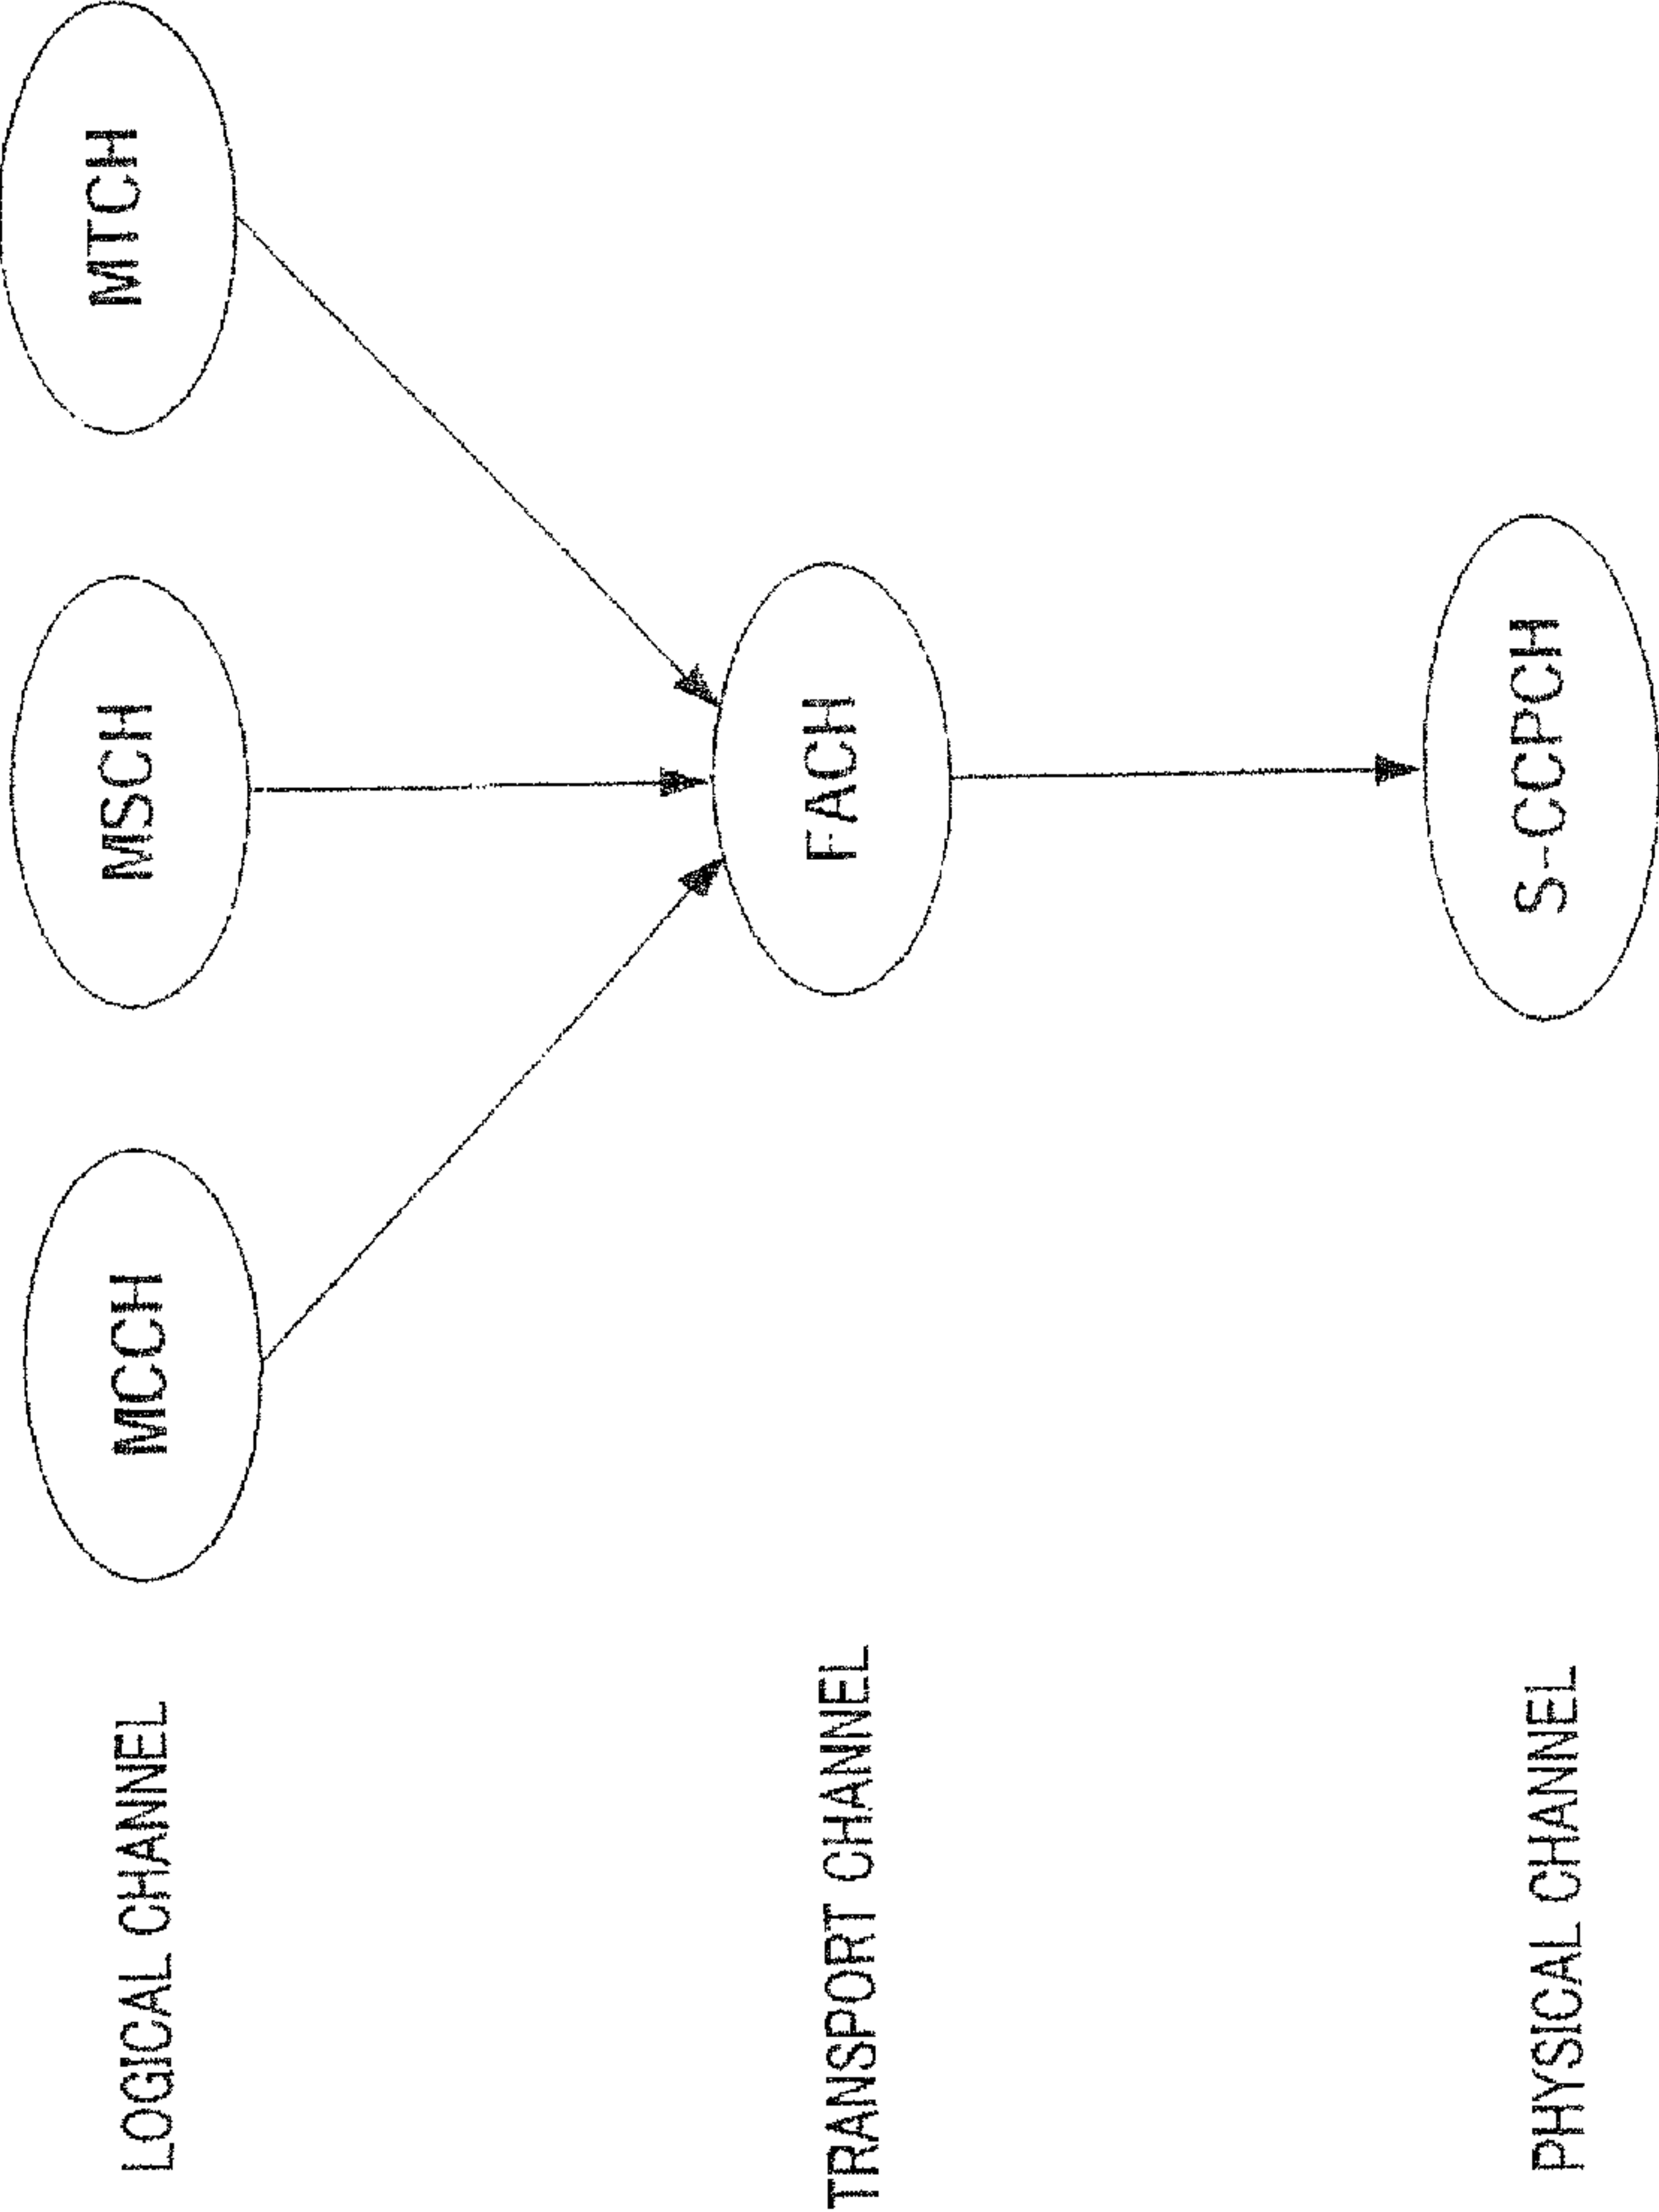 LOGICAL CHANNEL MCCH MSCH MTCH
TRANSPORT CHANNEL FACH
PHYSICAL CHANNEL S-CCPCH